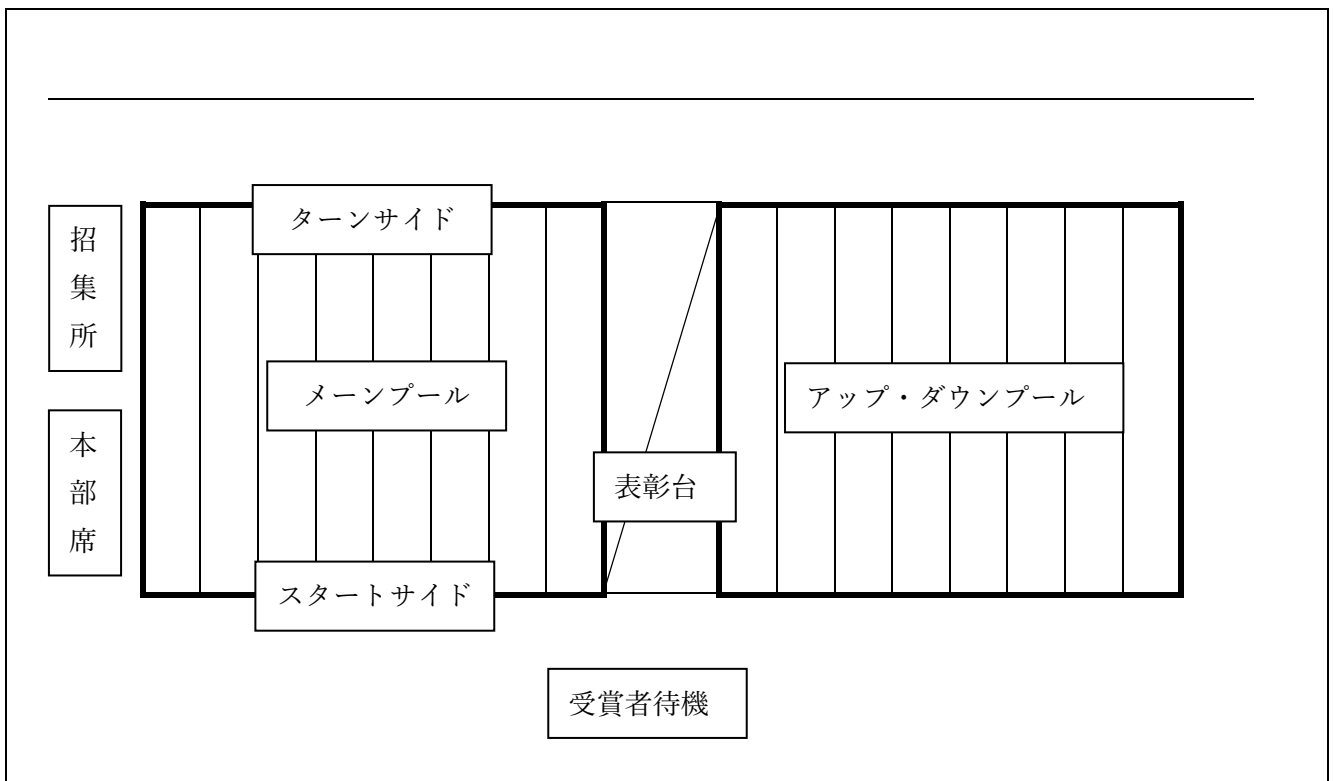 ターンサイド
招集所
メーンプール
アップ・ダウンプール
本部席
表彰台
スタートサイド
受賞者待機